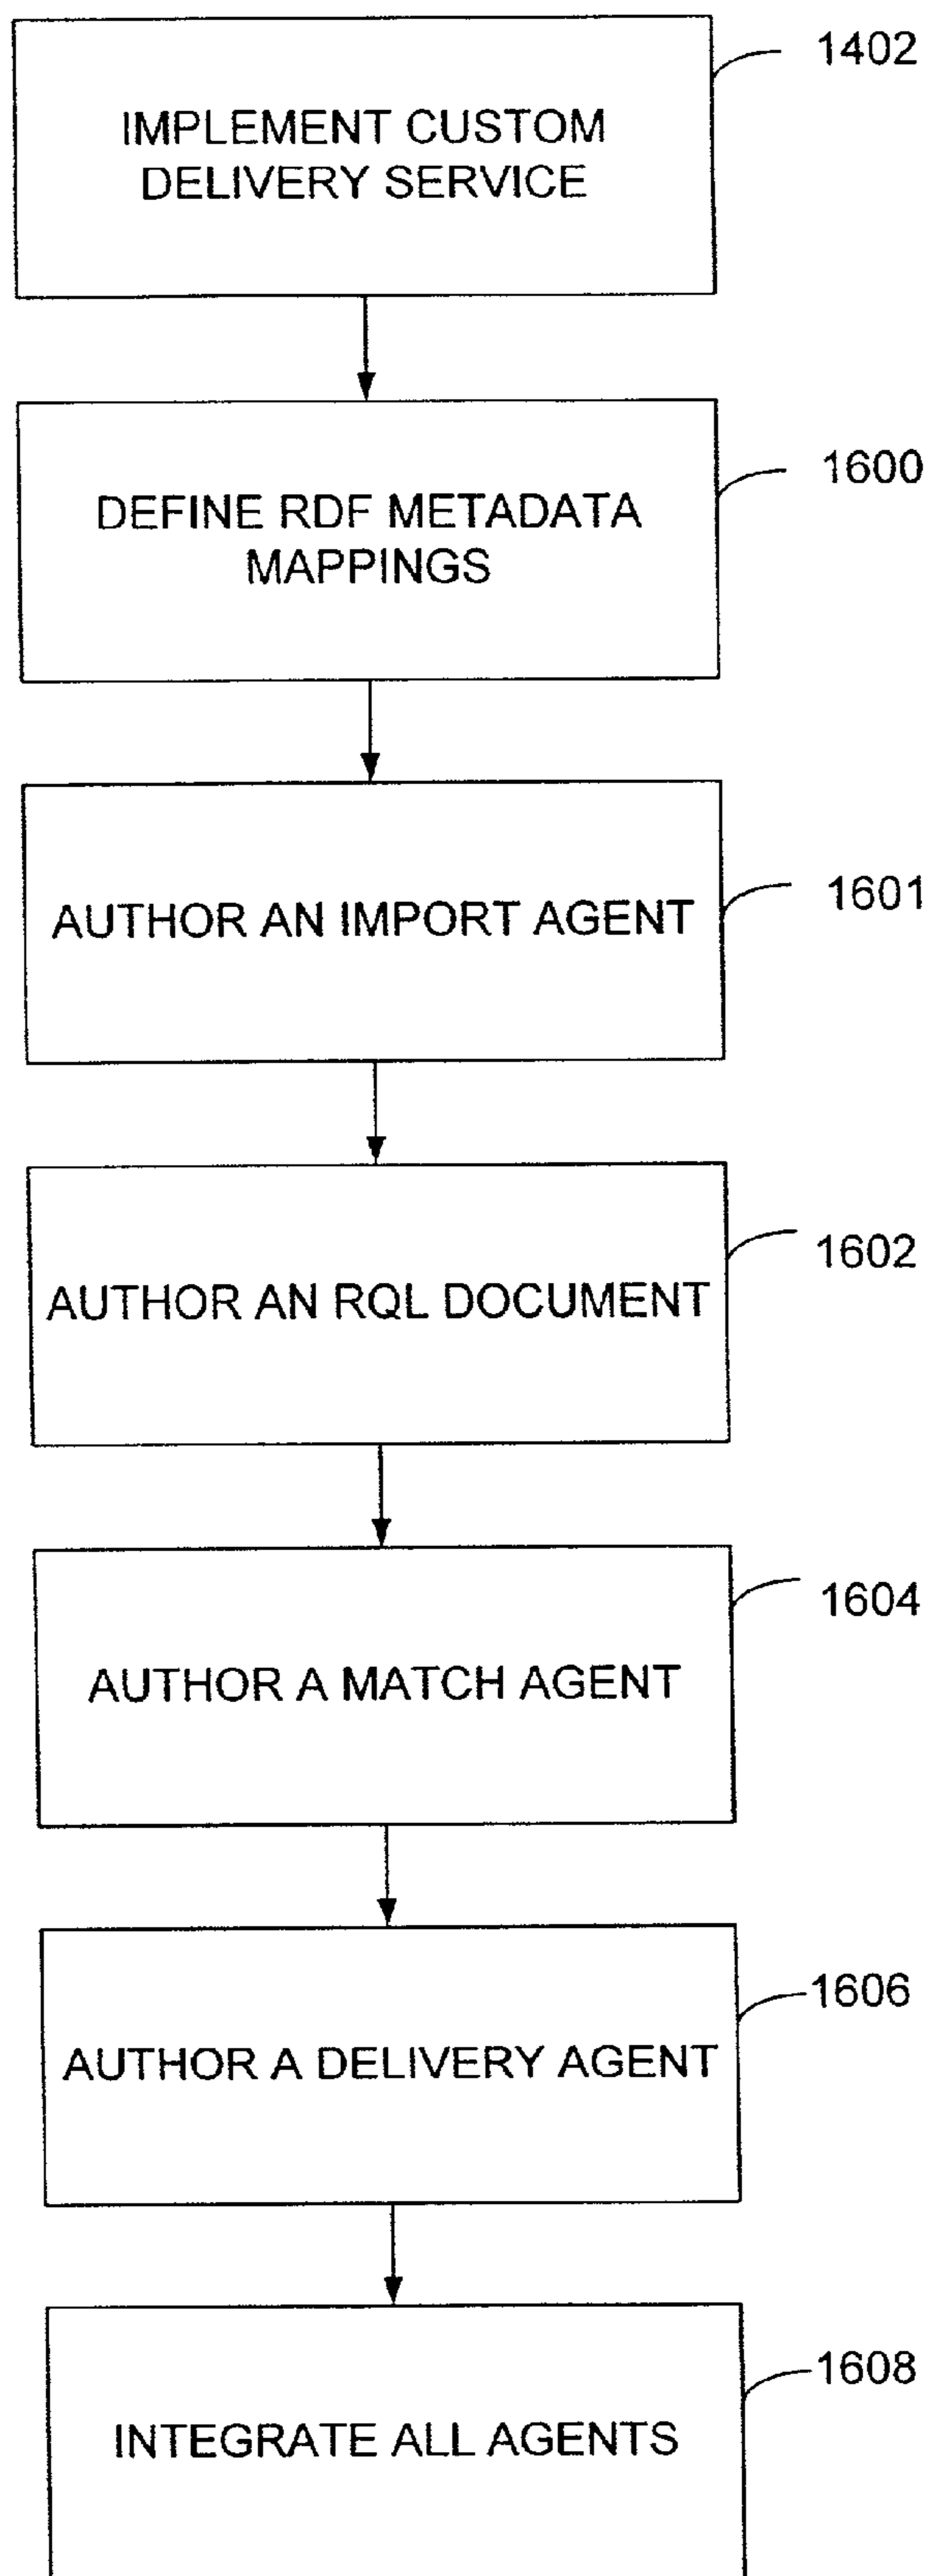 1402
IMPLEMENT CUSTOM
DELIVERY SERVICE
1600
DEFINE RDF METADATA
MAPPINGS
1601
AUTHOR AN IMPORT AGENT
1602
AUTHOR AN RQL DOCUMENT
1604
AUTHOR A MATCH AGENT
1606
AUTHOR A DELIVERY AGENT
1608
INTEGRATE ALL AGENTS